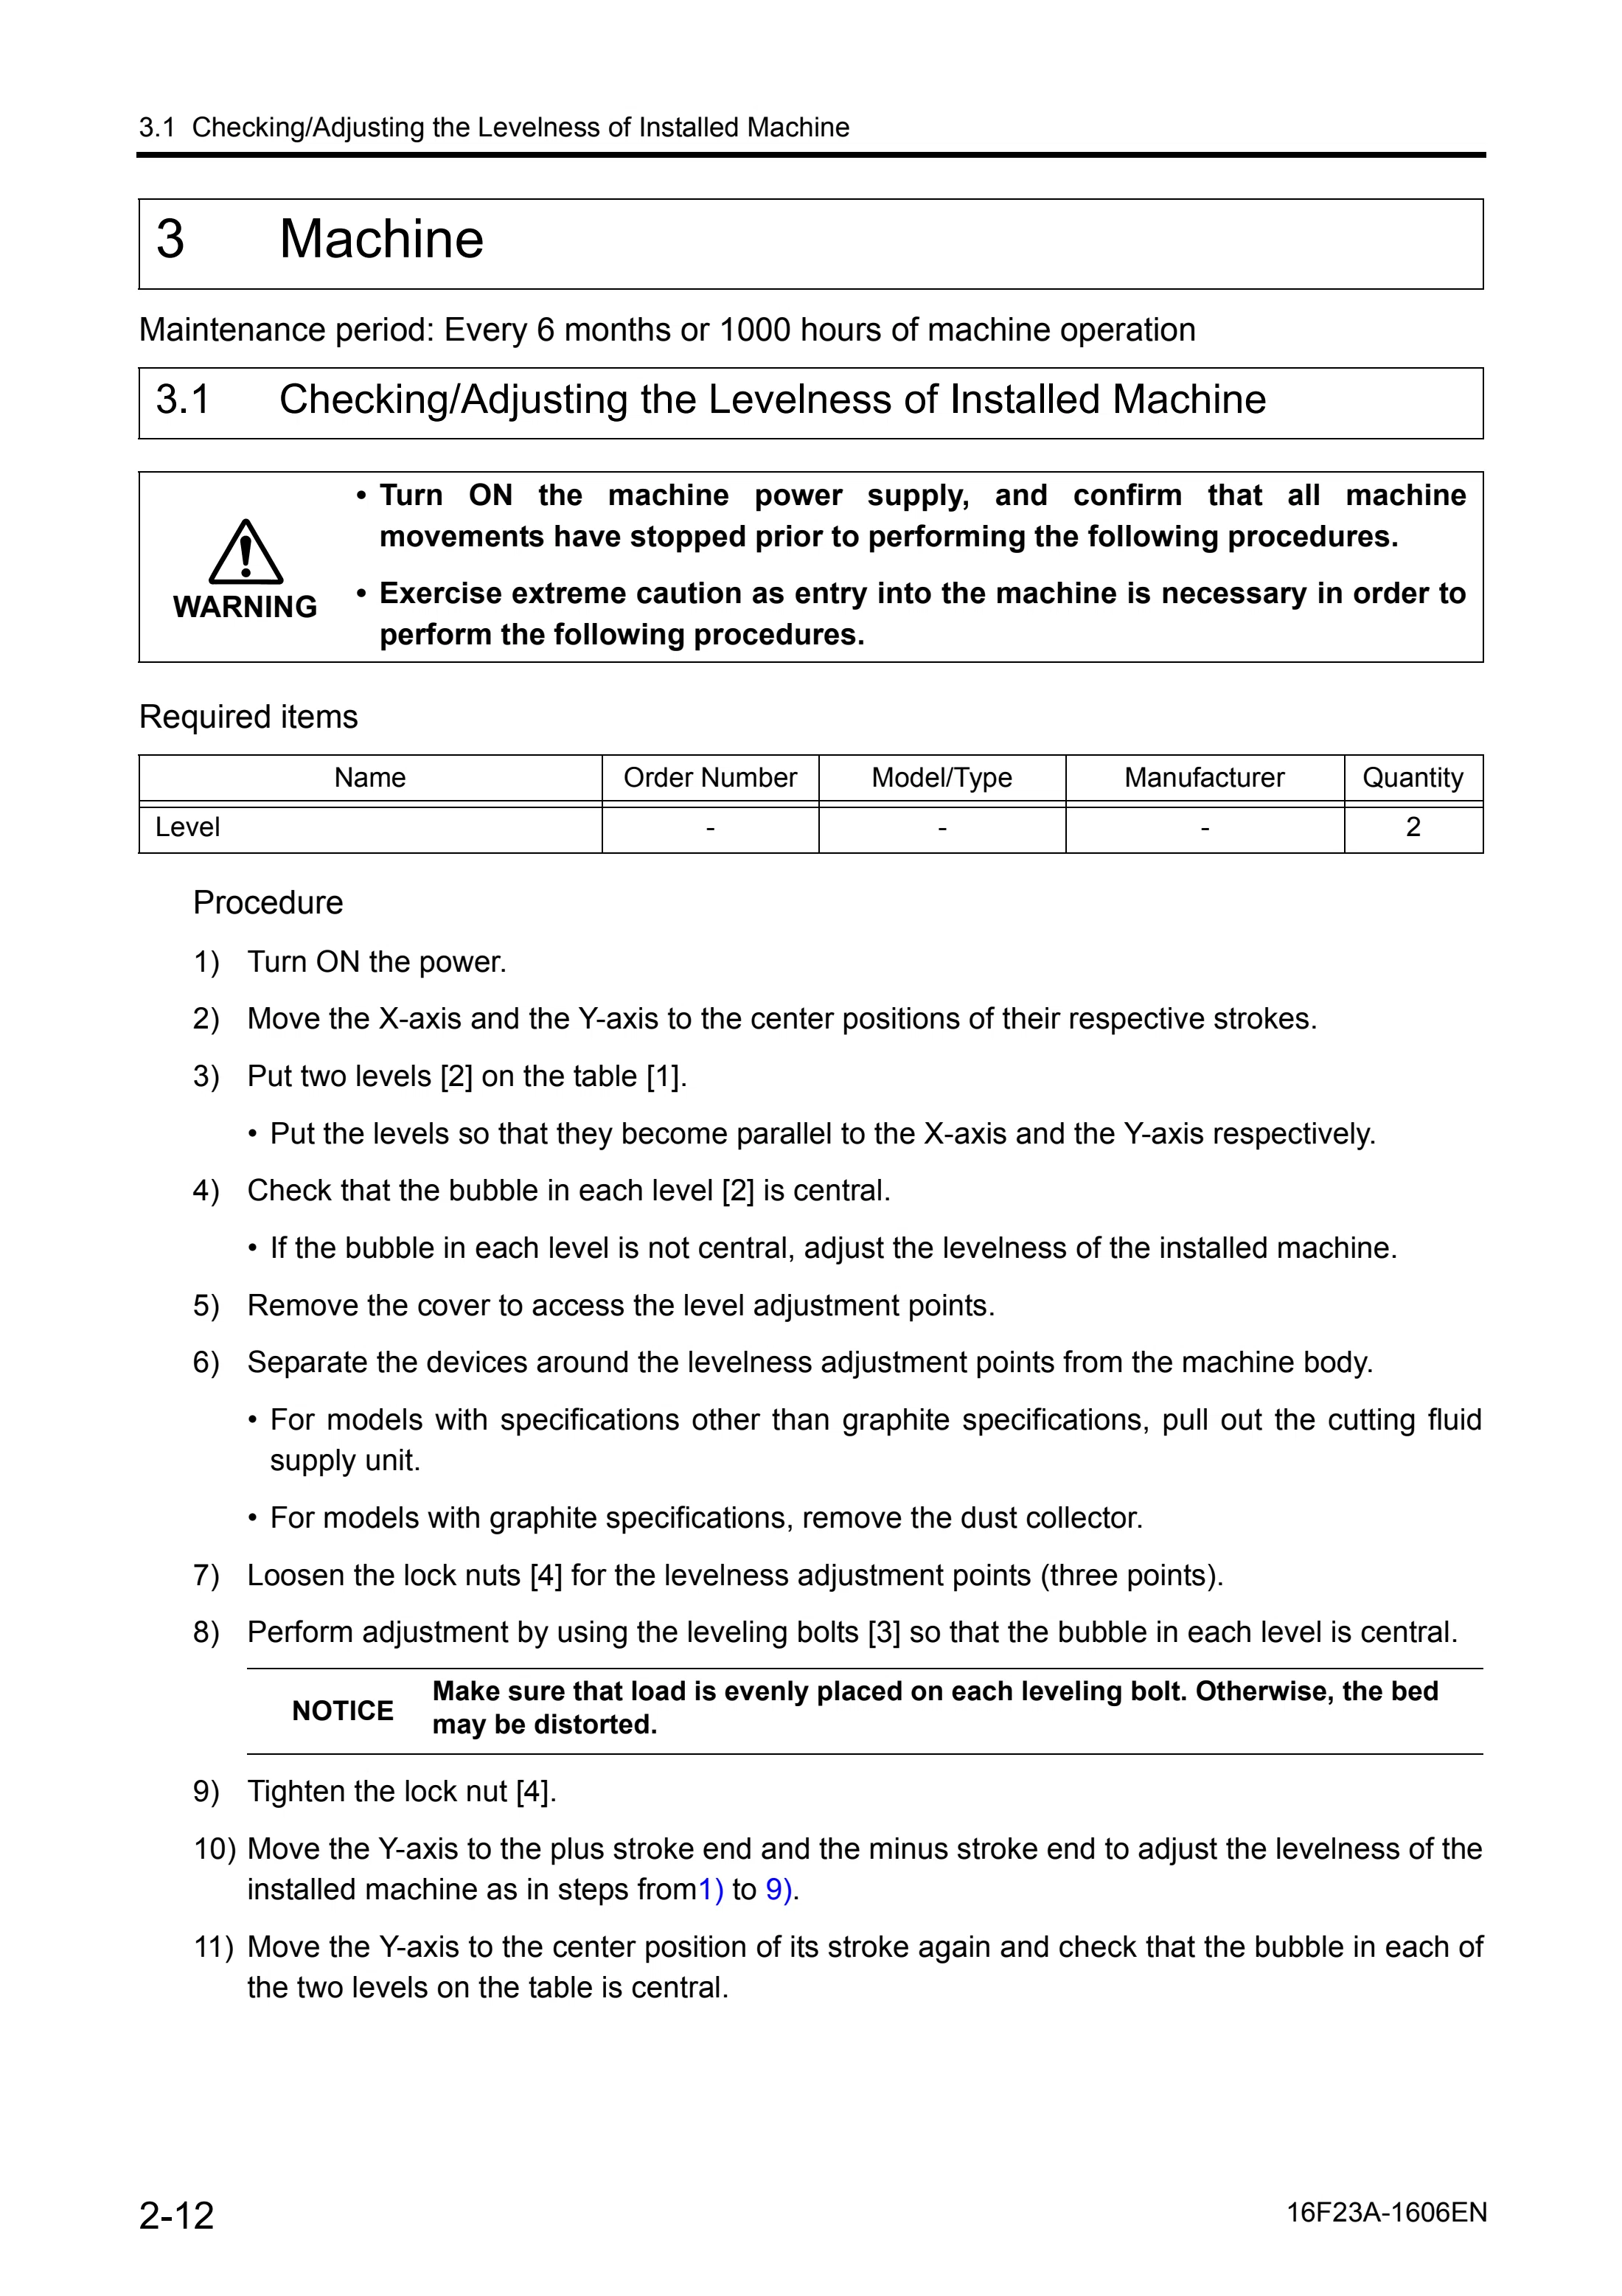 3.1 Checking/Adjusting the Levelness of Installed Machine
3 Machine
Maintenance period: Every 6 months or 1000 hours of machine operation
3.1 Checking/Adjusting the Levelness of Installed Machine
• Turn ON the machine power supply, and confirm that all machine
movements have stopped prior to performing the following procedures.
WARNING
• Exercise extreme caution as entry into the machine is necessary in order to
perform the following procedures.
Required items
Name Order Number Model/Type Manufacturer Quantity
Level - - - 2
Procedure
1) Turn ON the power.
2) Move the X-axis and the Y-axis to the center positions of their respective strokes.
3) Put two levels [2] on the table [1].
• Put the levels so that they become parallel to the X-axis and the Y-axis respectively.
4) Check that the bubble in each level [2] is central.
• If the bubble in each level is not central, adjust the levelness of the installed machine.
5) Remove the cover to access the level adjustment points.
6) Separate the devices around the levelness adjustment points from the machine body.
• For models with specifications other than graphite specifications, pull out the cutting fluid
supply unit.
• For models with graphite specifications, remove the dust collector.
7) Loosen the lock nuts [4] for the levelness adjustment points (three points).
8) Perform adjustment by using the leveling bolts [3] so that the bubble in each level is central.
NOTICE
Make sure that load is evenly placed on each leveling bolt. Otherwise, the bed
may be distorted.
9) Tighten the lock nut [4].
10) Move the Y-axis to the plus stroke end and the minus stroke end to adjust the levelness of the
installed machine as in steps from1) to 9).
11) Move the Y-axis to the center position of its stroke again and check that the bubble in each of
the two levels on the table is central.
2-12
16F23A-1606EN